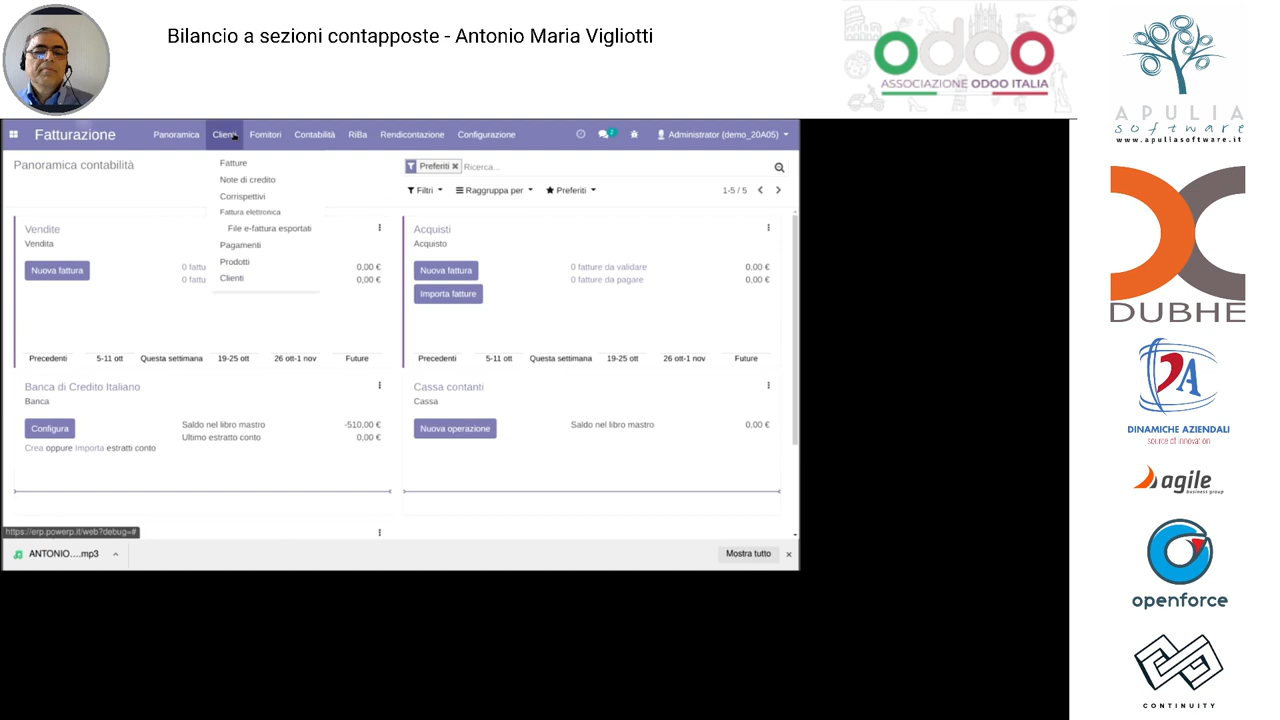 Bilancio a sezioni contapposte - Antonio Maria Vigliotti
odoo
ASSOCIAZIONE ODOO ITALIA
APULIA
software
www.apuliasoftware.it
Fatturazione
Panoramica Clienti Fornitori Contabilità RiBa Rendicontazione Configurazione
2
Administrator (demo_20A05)
Panoramica contabilità
Preferiti
Ricerca...
Filtri Raggruppa per Preferiti
1-5 / 5
Fatture
Note di credito
Corrispettivi
Fattura elettronica
File e-fattura esportati
Pagamenti
Prodotti
Clienti
Vendite
Vendita
Nuova fattura
0 fattu 0,00 €
0 fattu 0,00 €
Precedenti 5-11 ott Questa settimana 19-25 ott 26 ott-1 nov Future
Acquisti
Acquisto
Nuova fattura
Importa fatture
0 fatture da validare 0,00 €
0 fatture da pagare 0,00 €
Precedenti 5-11 ott Questa settimana 19-25 ott 26 ott-1 nov Future
Banca di Credito Italiano
Banca
Configura
Crea oppure Importa estratti conto
Saldo nel libro mastro -510,00 €
Ultimo estratto conto 0,00 €
Cassa contanti
Cassa
Nuova operazione
Saldo nel libro mastro 0,00 €
https://erp.powerp.it/web?debug=#
ANTONIO....mp3
Mostra tutto
DUBHE
DA
DINAMICHE AZIENDALI
source of innovation
agile
business group
openforce
CONTINUITY